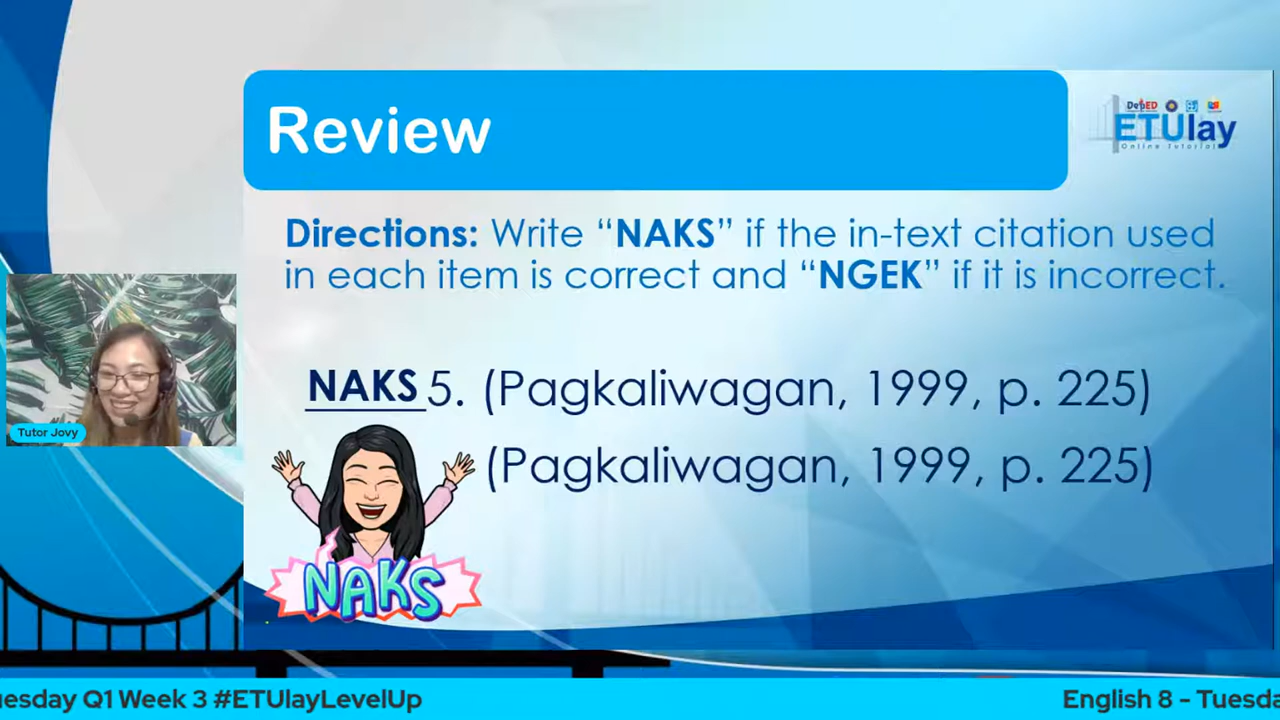 Review
DepED
ETUlay
Online Tutorial
Directions: Write “NAKS” if the in-text citation used
in each item is correct and “NGEK” if it is incorrect.
NAKS 5. (Pagkaliwagan, 1999, p. 225)
(Pagkaliwagan, 1999, p. 225)
Tutor Jovy
NAKS
uesday Q1 Week 3 #ETUlayLevelUp
English 8 - Tuesda